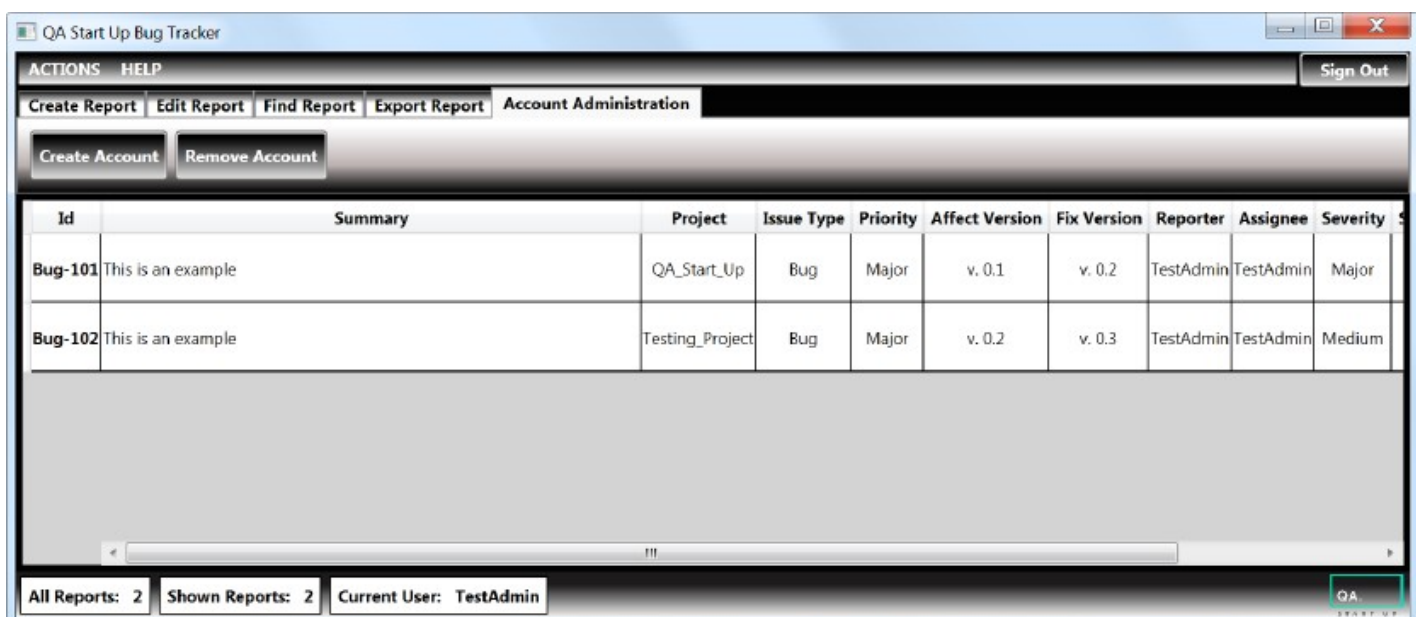 QA Start Up Bug Tracker
ACTIONS HELP Sign Out
Create Report Edit Report Find Report Export Report Account Administration
Create Account Remove Account
Id Summary Project Issue Type Priority Affect Version Fix Version Reporter Assignee Severity
Bug-101 This is an example QA_Start_Up Bug Major v. 0.1 v. 0.2 TestAdmin TestAdmin Major
Bug-102 This is an example Testing_Project Bug Major v. 0.2 v. 0.3 TestAdmin TestAdmin Medium
All Reports: 2 Shown Reports: 2 Current User: TestAdmin QA.
START UP